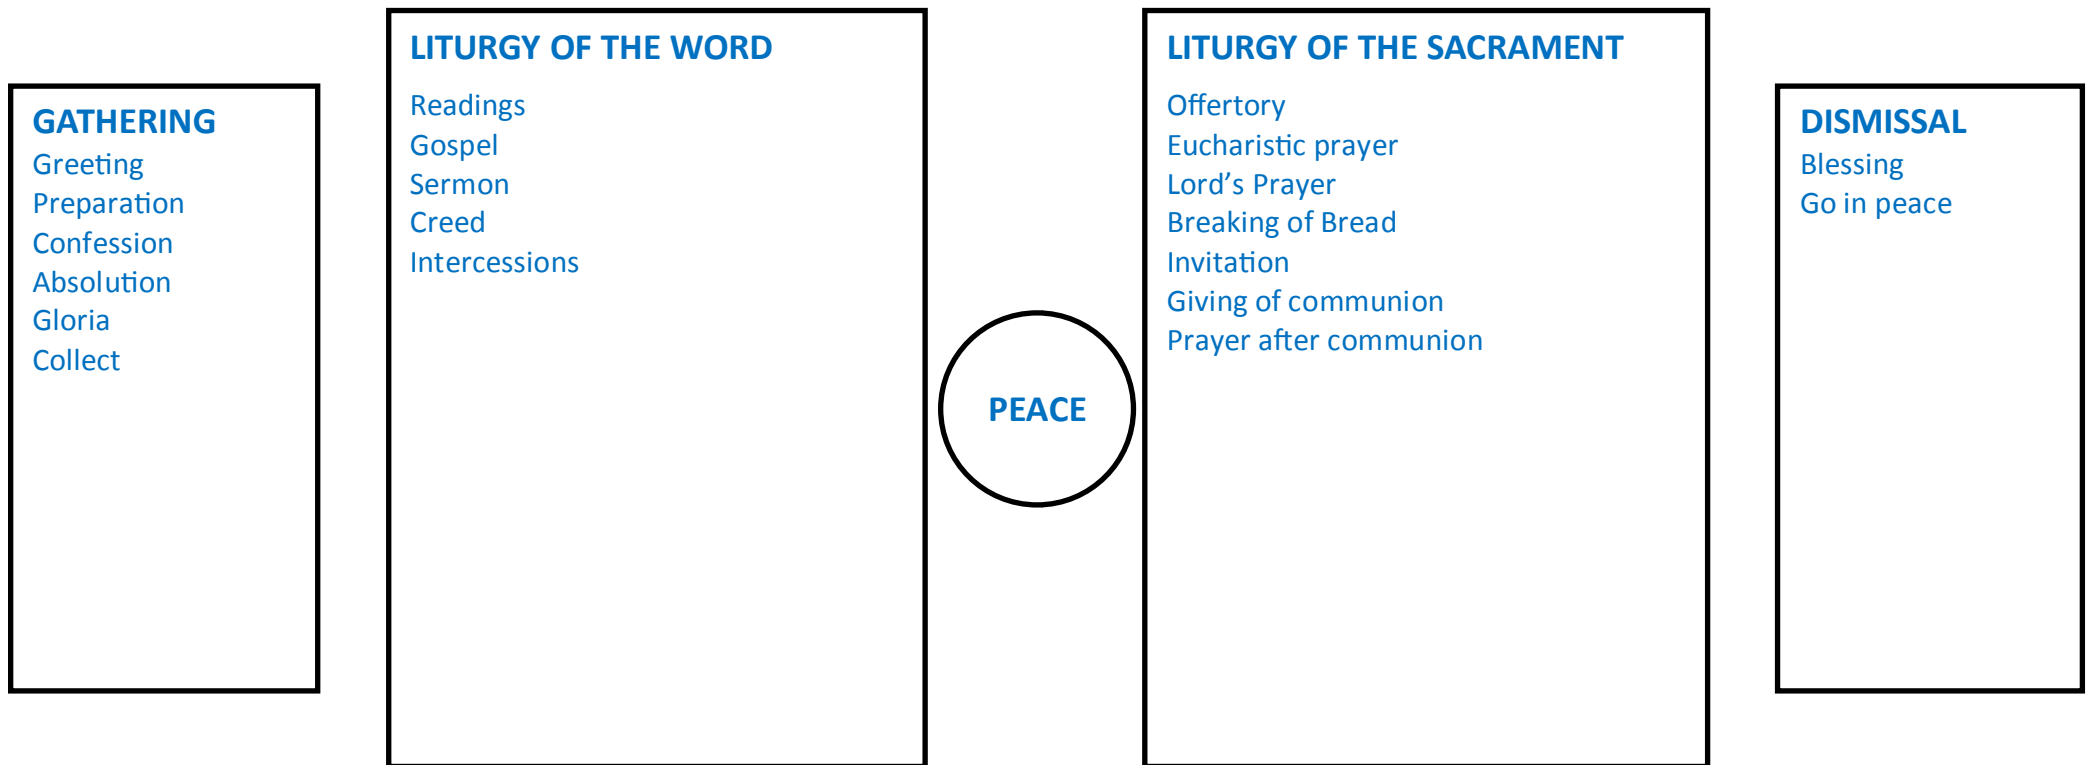 GATHERING
Greeting
Preparation
Confession
Absolution
Gloria
Collect
LITURGY OF THE WORD
Readings
Gospel
Sermon
Creed
Intercessions
PEACE
LITURGY OF THE SACRAMENT
Offertory
Eucharistic prayer
Lord’s Prayer
Breaking of Bread
Invitation
Giving of communion
Prayer after communion
DISMISSAL
Blessing
Go in peace